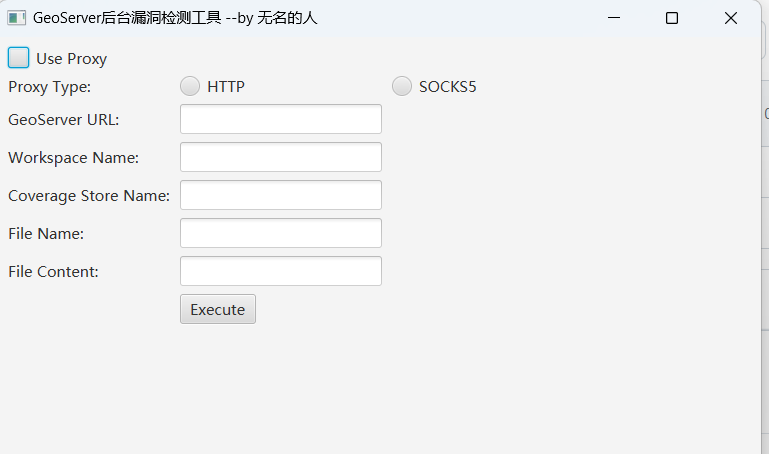 GeoServer后台漏洞检测工具 --by 无名的人
Use Proxy
Proxy Type: HTTP SOCKS5
GeoServer URL:
Workspace Name:
Coverage Store Name:
File Name:
File Content:
Execute